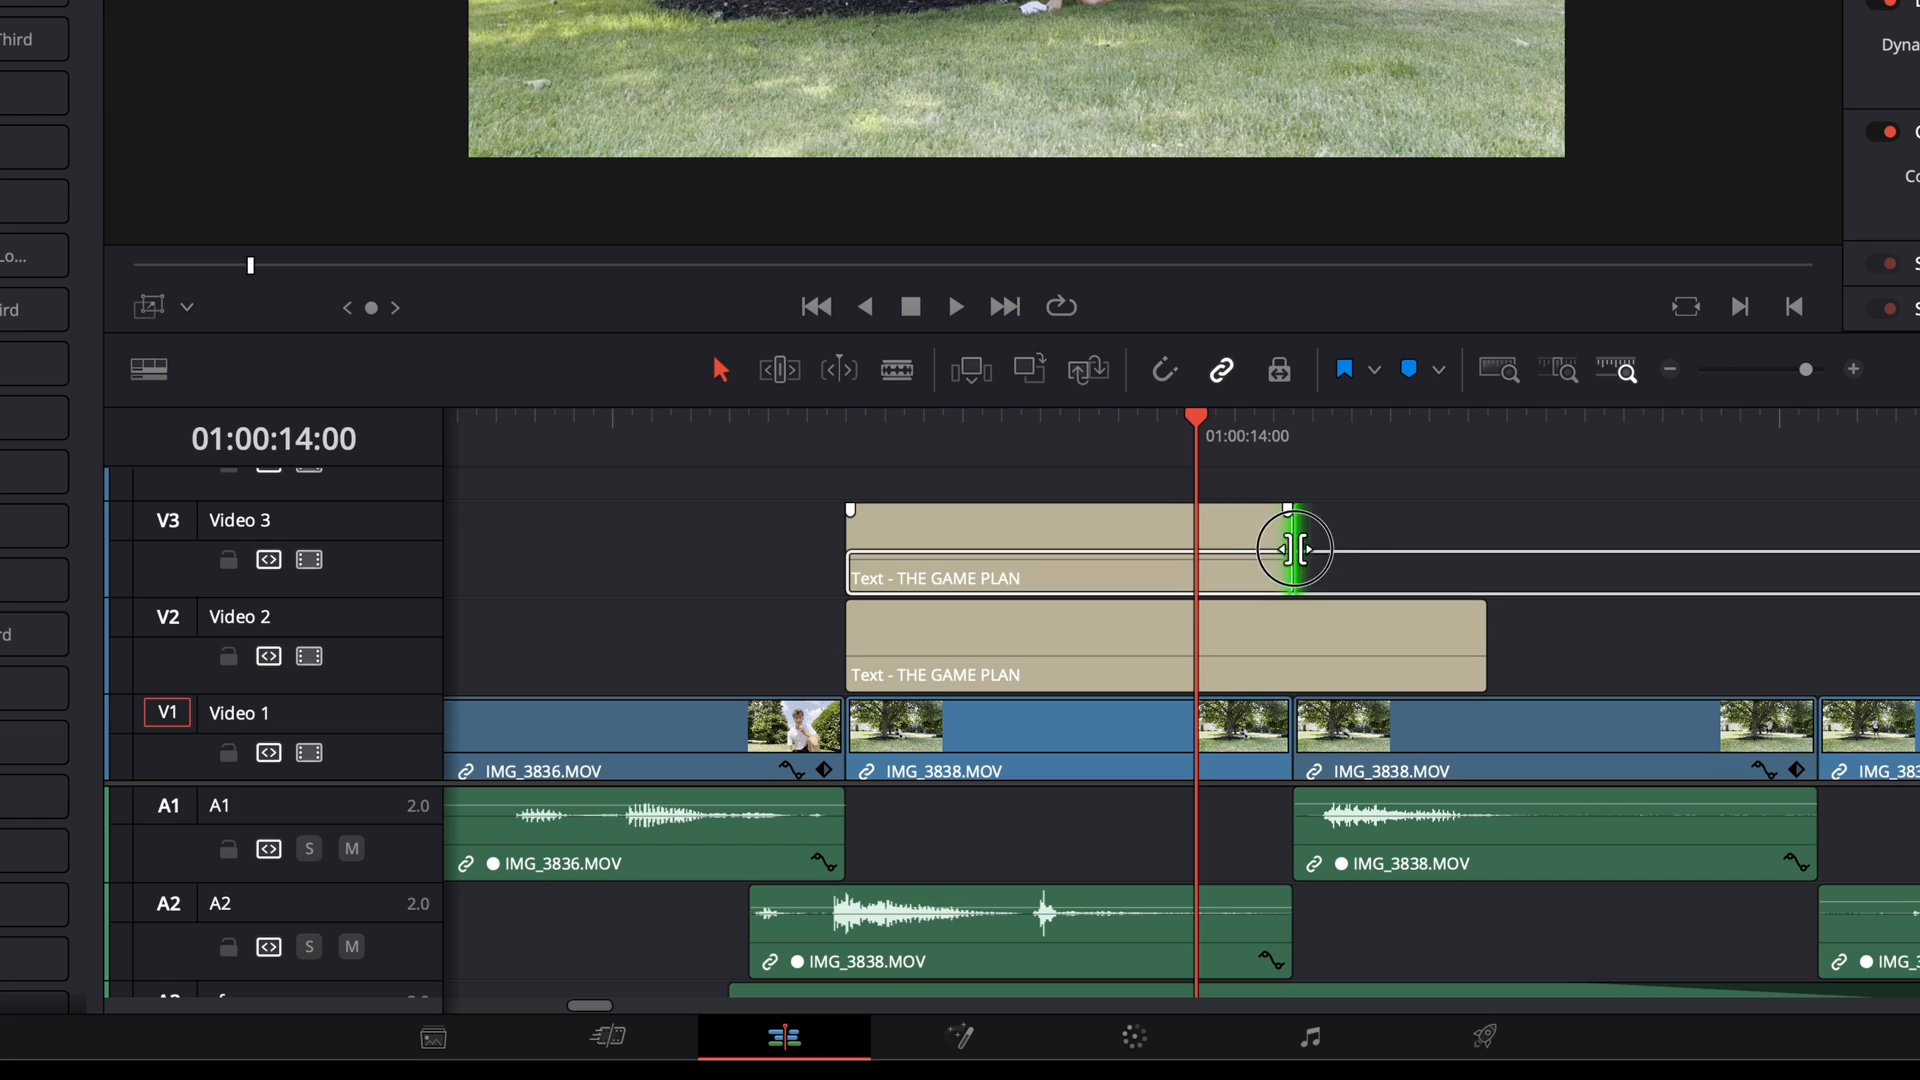 Third
Dyna
Lo...
ird
rd
01:00:14:00
01:00:14:00
V3 Video 3
Text - THE GAME PLAN
V2 Video 2
Text - THE GAME PLAN
V1 Video 1
IMG_3836.MOV
IMG_3838.MOV
IMG_3838.MOV
IMG_383
A1 A1 2.0
S M
IMG_3836.MOV
IMG_3838.MOV
A2 A2 2.0
S M
IMG_3838.MOV
IMG_3